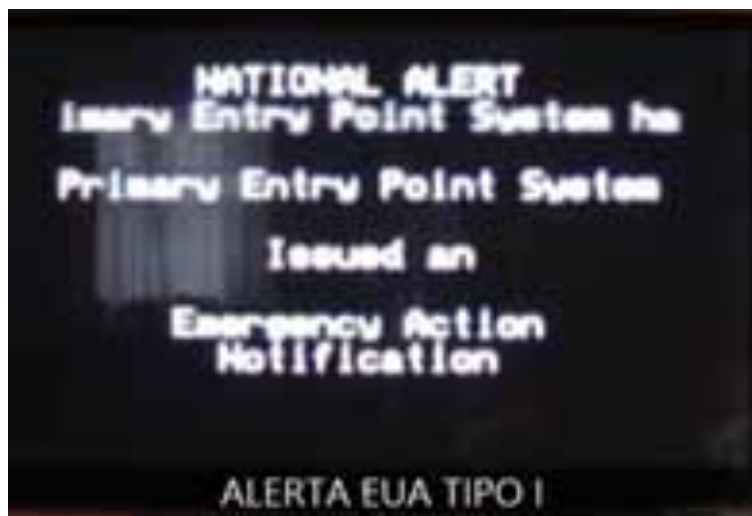 NATIONAL ALERT
imary Entry Point System ha
Primary Entry Point System
Issued an
Emergency Action
Notification
ALERTA EUA TIPO I